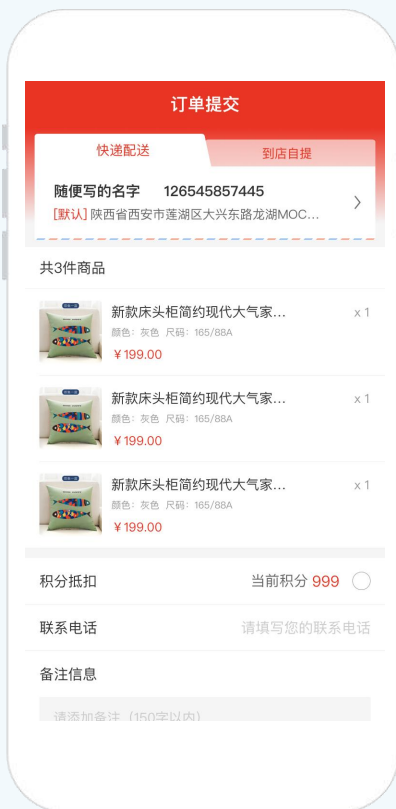 订单提交
快递配送
到店自提
随便写的名字 126545857445
[默认] 陕西省西安市莲湖区大兴东路龙湖MOC...
共3件商品
新款床头柜简约现代大气家... x 1
颜色：灰色 尺码：165/88A
¥199.00
新款床头柜简约现代大气家... x 1
颜色：灰色 尺码：165/88A
¥199.00
新款床头柜简约现代大气家... x 1
颜色：灰色 尺码：165/88A
¥199.00
积分抵扣 当前积分 999
联系电话 请填写您的联系电话
备注信息
请添加备注（150字以内）